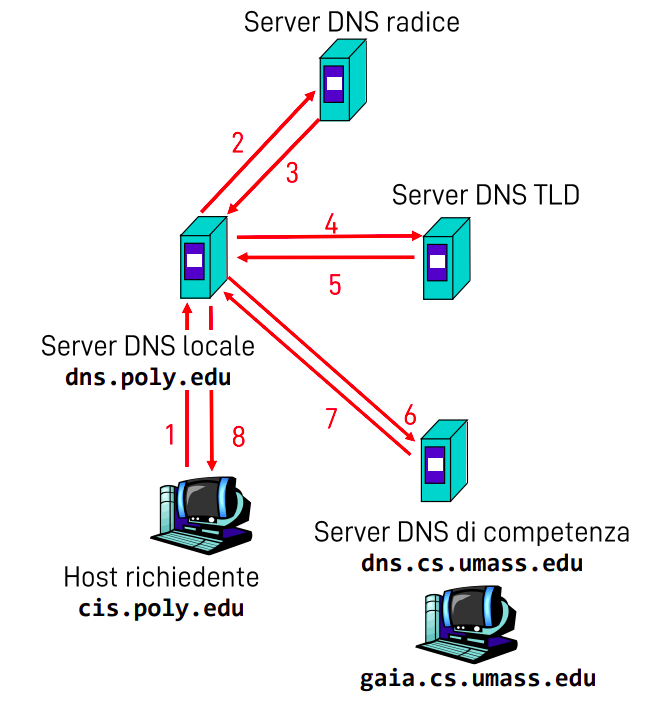 Server DNS radice
2
3
Server DNS TLD
4
5
Server DNS locale
dns.poly.edu
7
6
1
8
Server DNS di competenza
dns.cs.umass.edu
Host richiedente
cis.poly.edu
gaia.cs.umass.edu